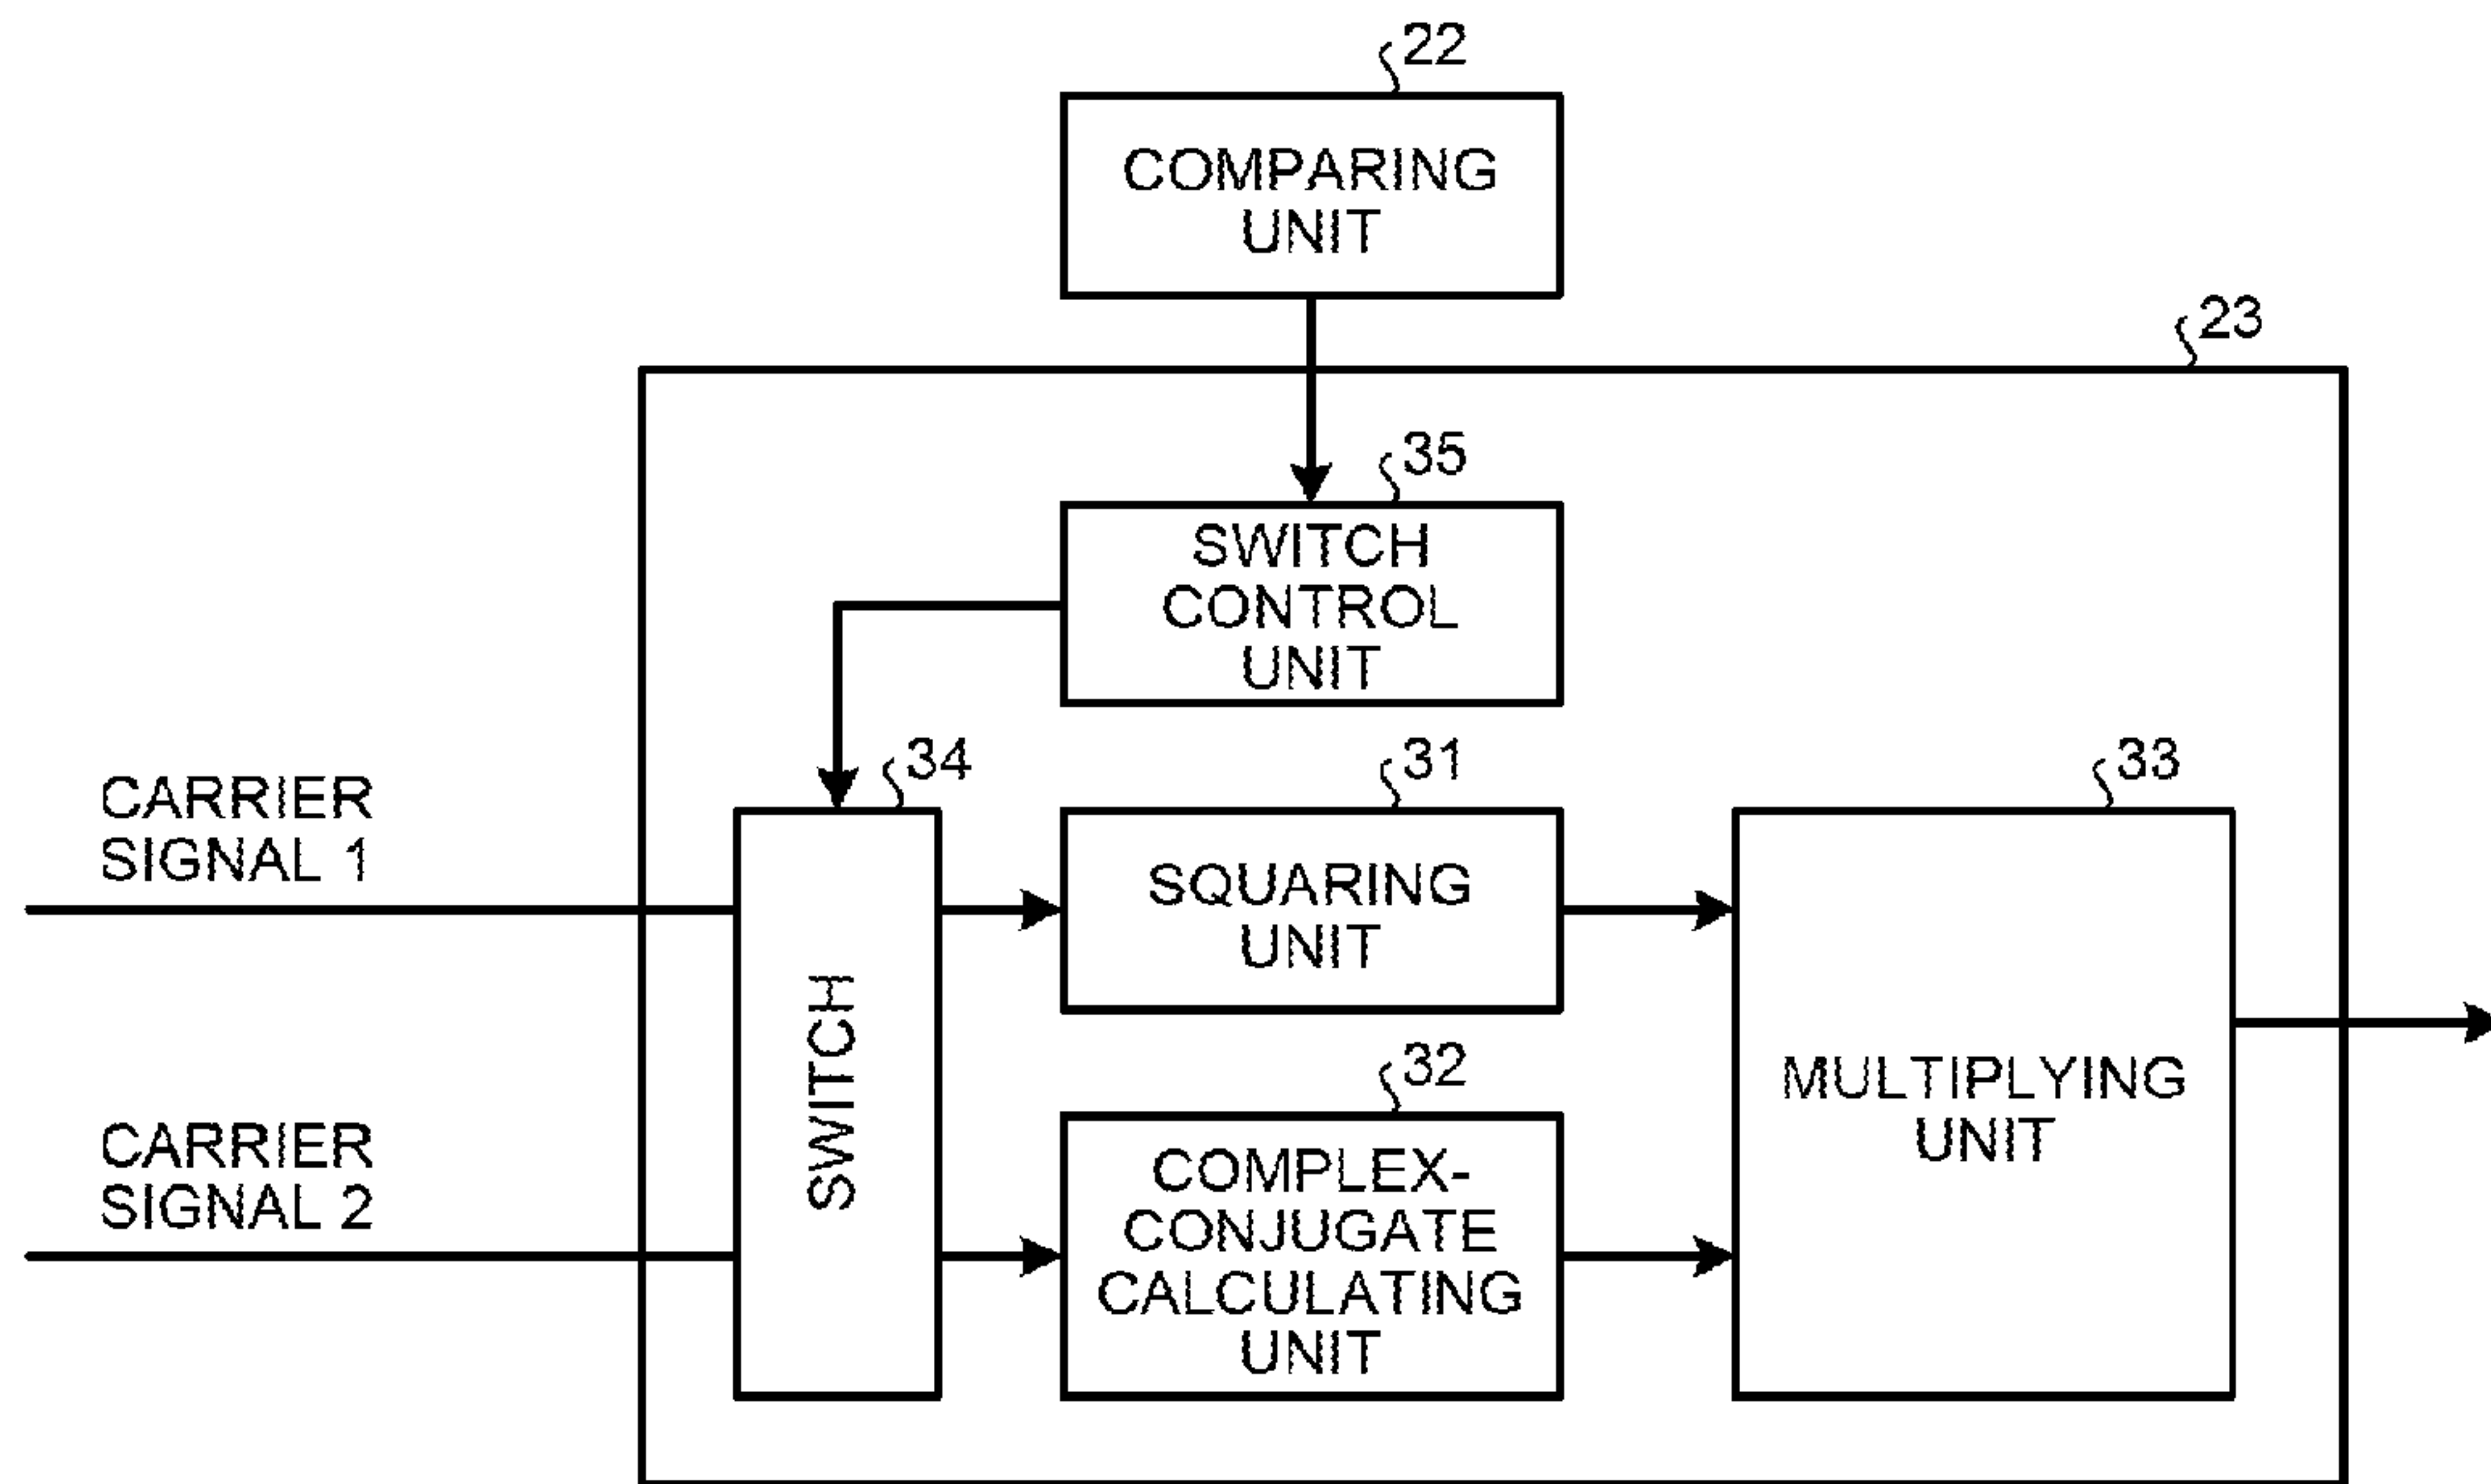 22
COMPARING
UNIT
23
35
SWITCH
CONTROL
UNIT
CARRIER
SIGNAL 1
34
31
33
SQUARING
UNIT
SWITCH
32
MULTIPLYING
UNIT
CARRIER
SIGNAL 2
COMPLEX-
CONJUGATE
CALCULATING
UNIT